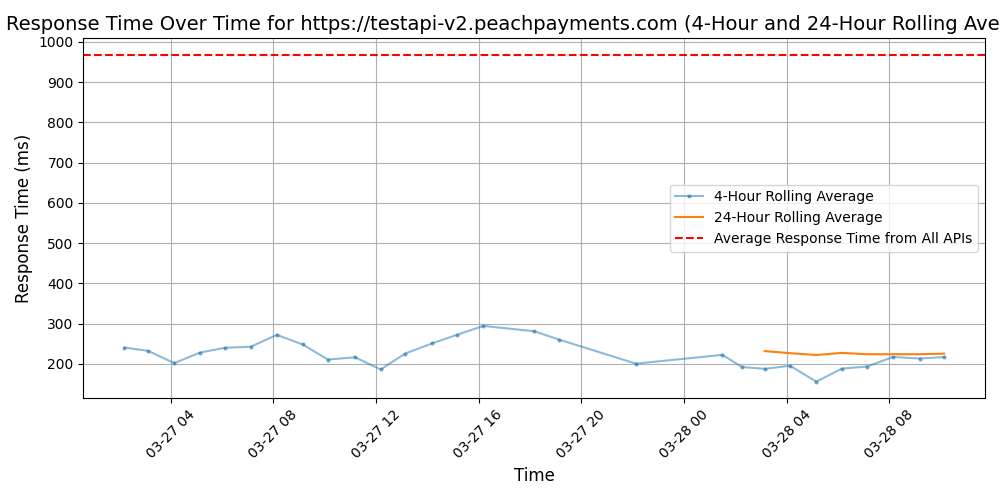 Response Time Over Time for https://testapi-v2.peachpayments.com (4-Hour and 24-Hour Rolling Ave
1000
900
800
700
600
500
400
300
200
Response Time (ms)
4-Hour Rolling Average
24-Hour Rolling Average
Average Response Time from All APIs
03-27 04
03-27 08
03-27 12
03-27 16
03-27 20
03-28 00
03-28 04
03-28 08
Time